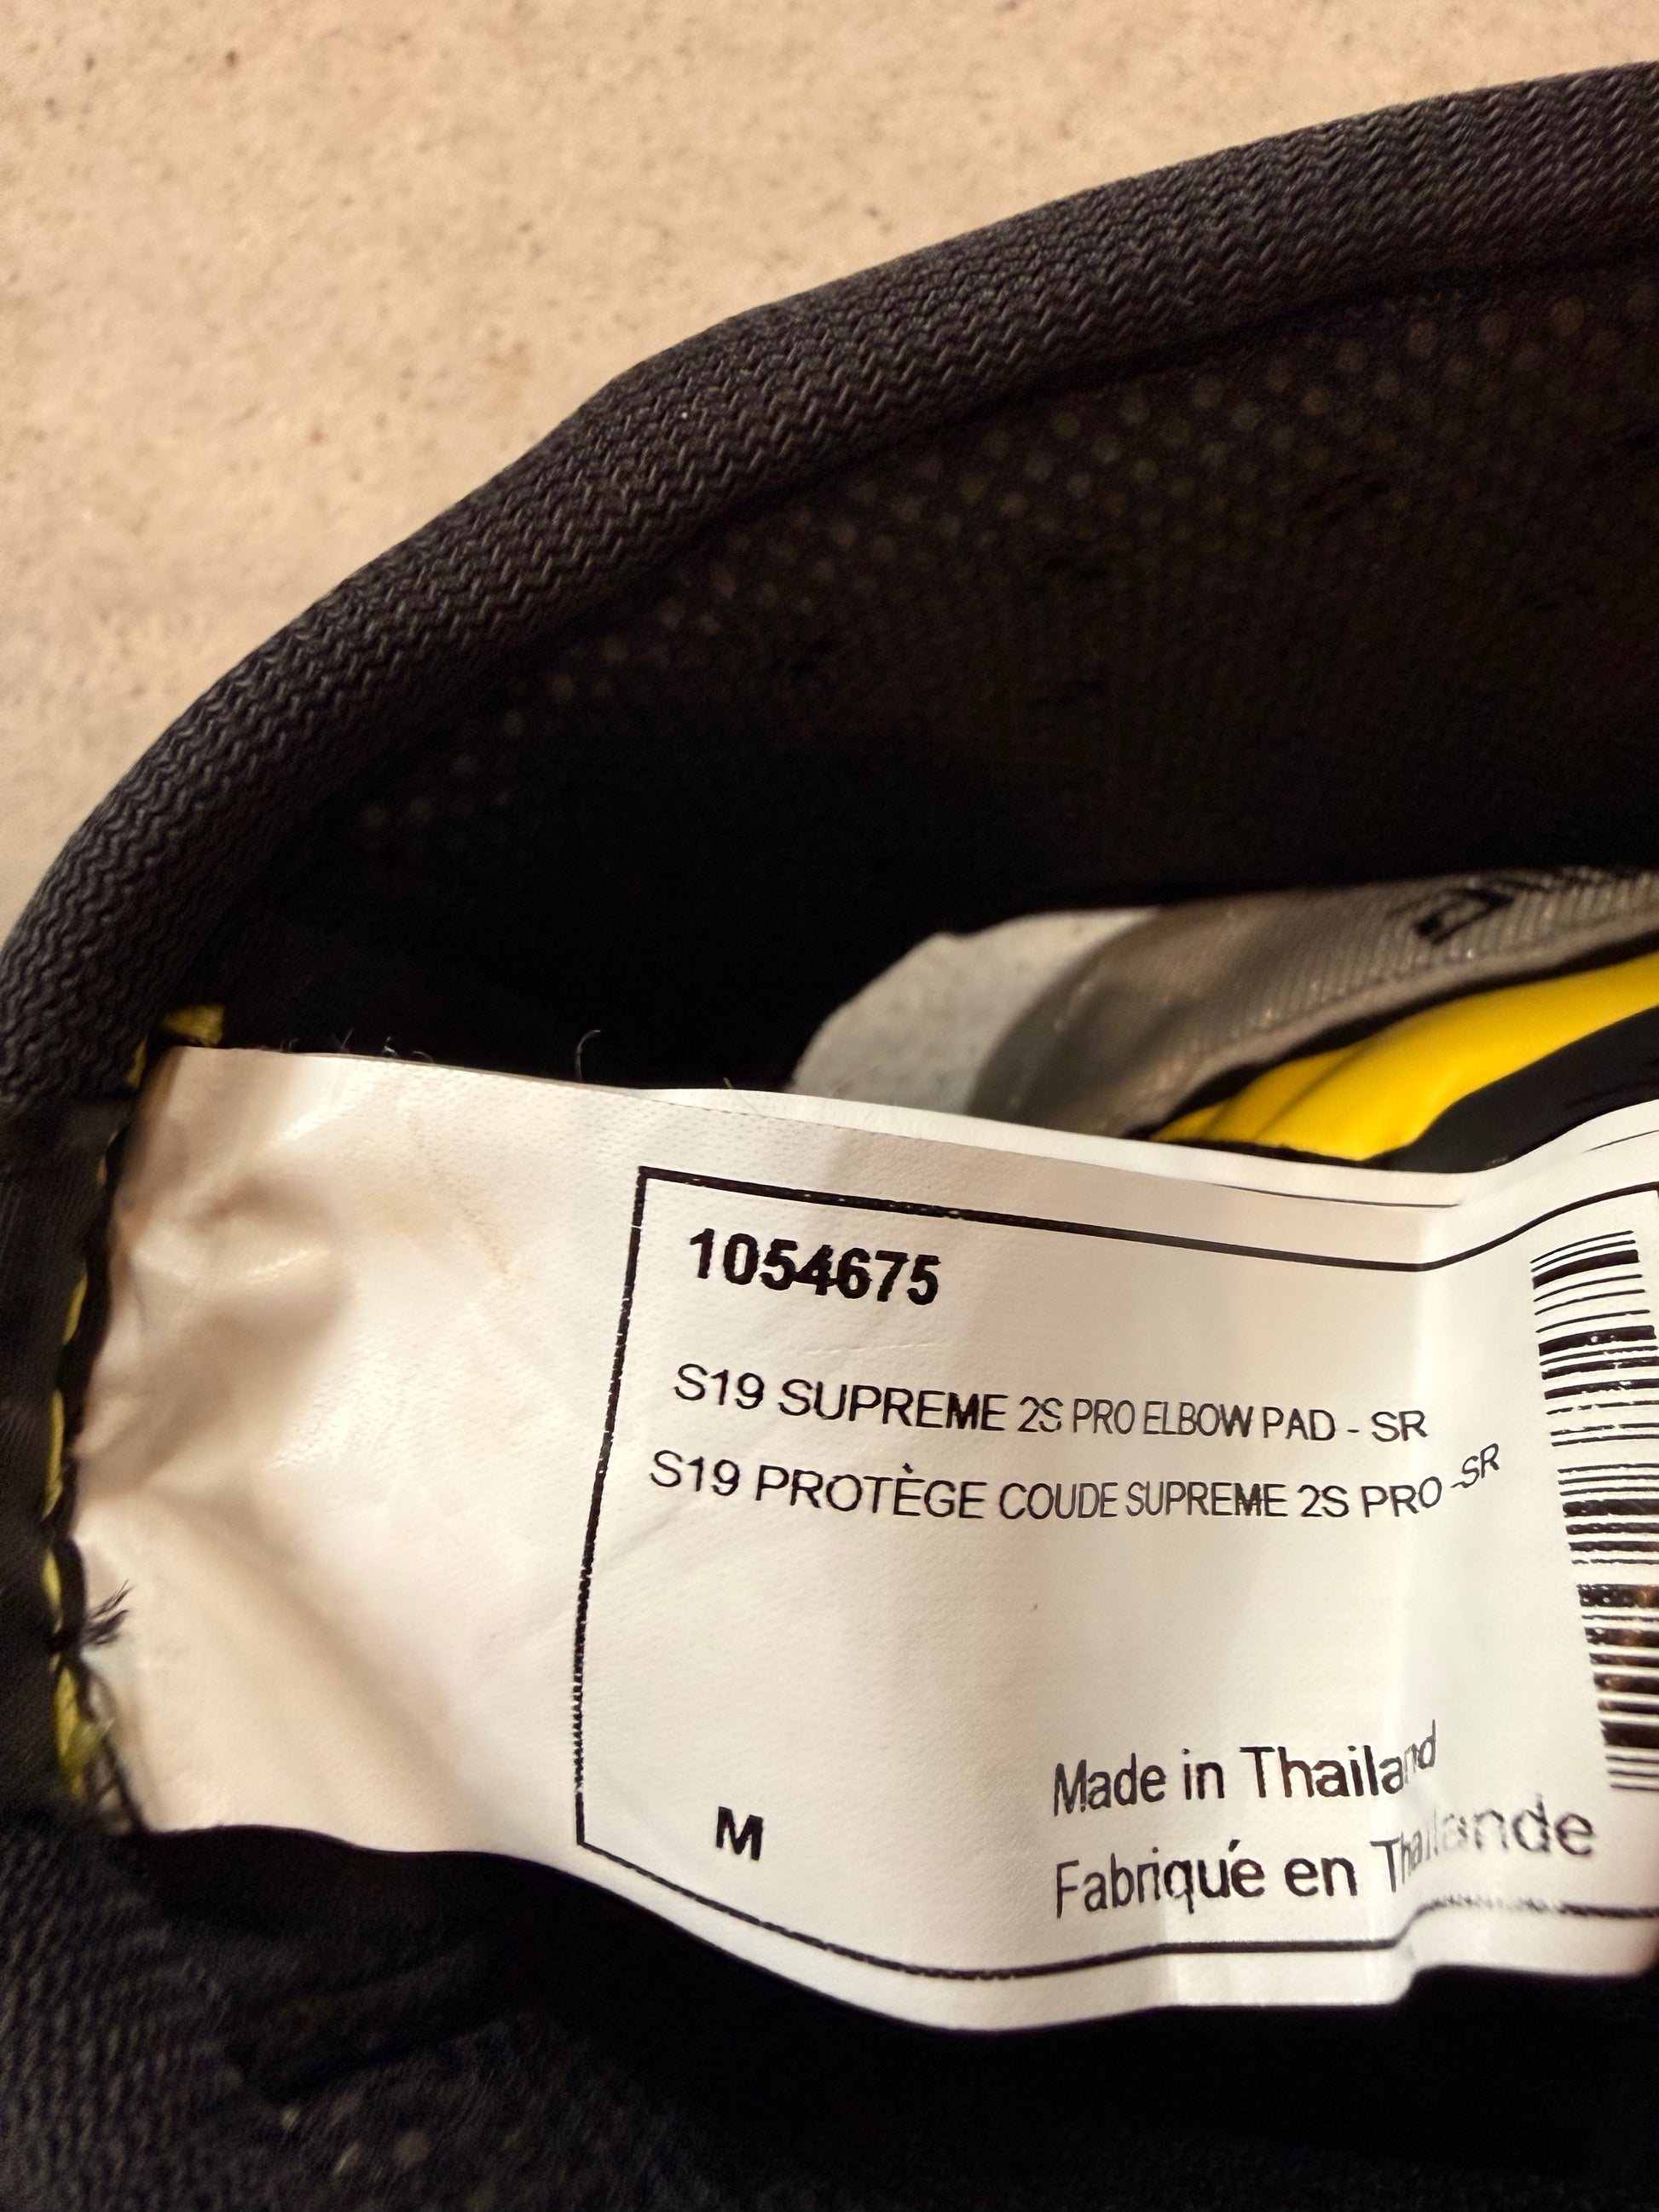 1054675
S19 SUPREME 2S PRO ELBOW PAD - SR
S19 PROTÈGE COUDE SUPREME 2S PRO - SR
M
Made in Thailand
Fabriqué en Thaïlande